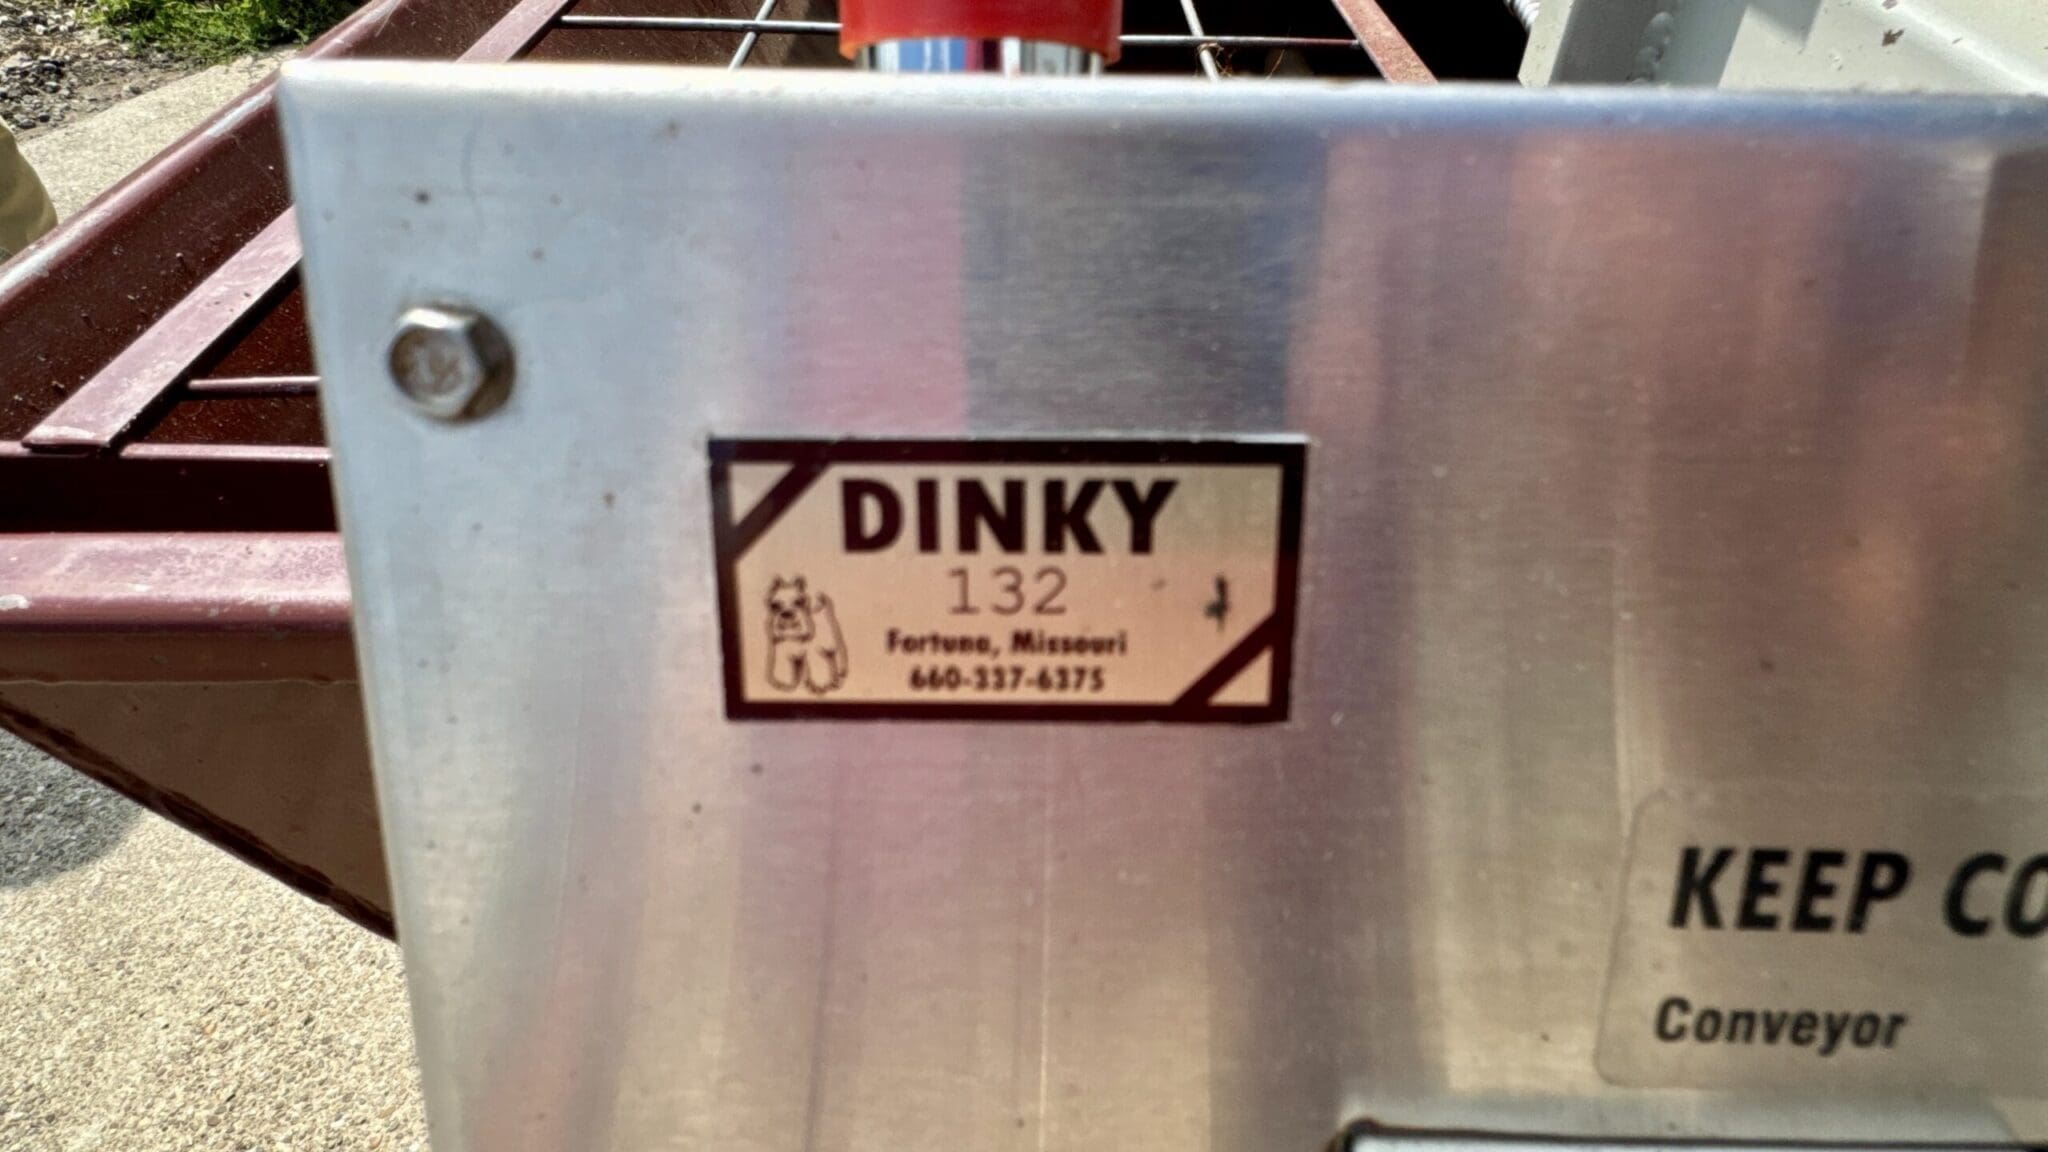 DINKY
132
Fortuna, Missouri
660-337-6375
KEEP CO
Conveyor